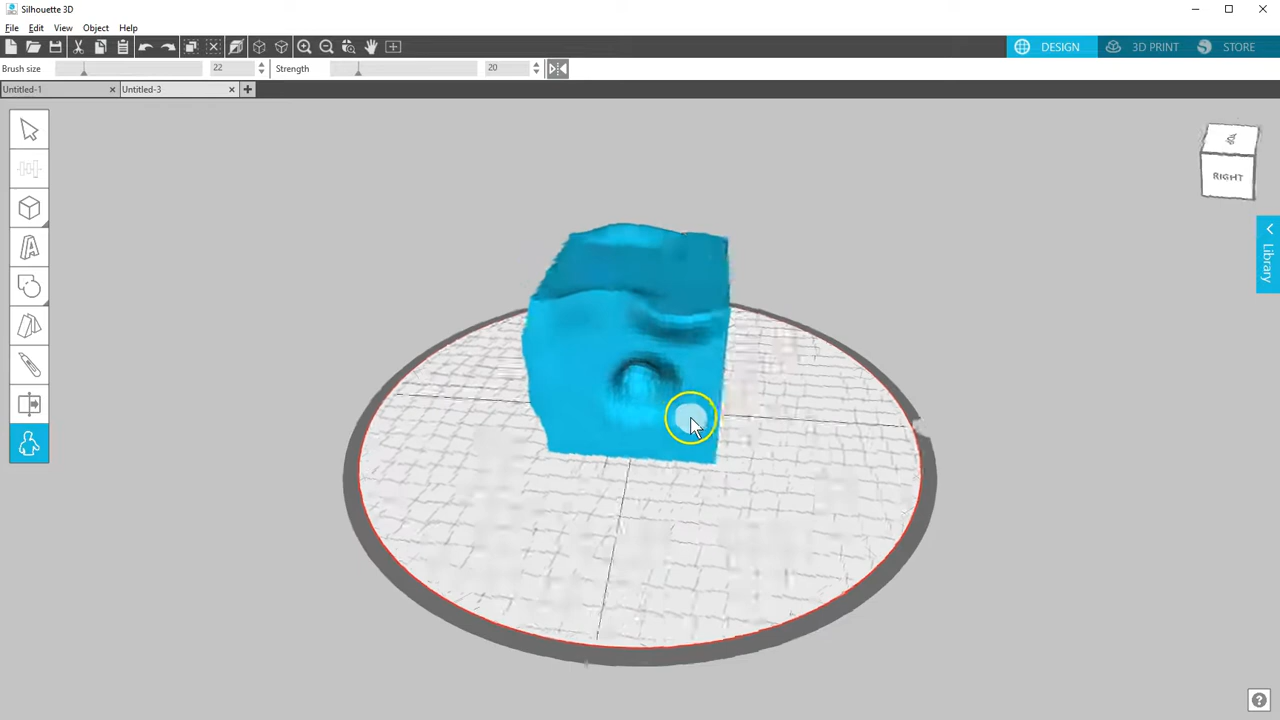 Silhouette 3D
File Edit View Object Help
DESIGN 3D PRINT STORE
Brush size 22 Strength 20
Untitled-1 Untitled-3
RIGHT
Library